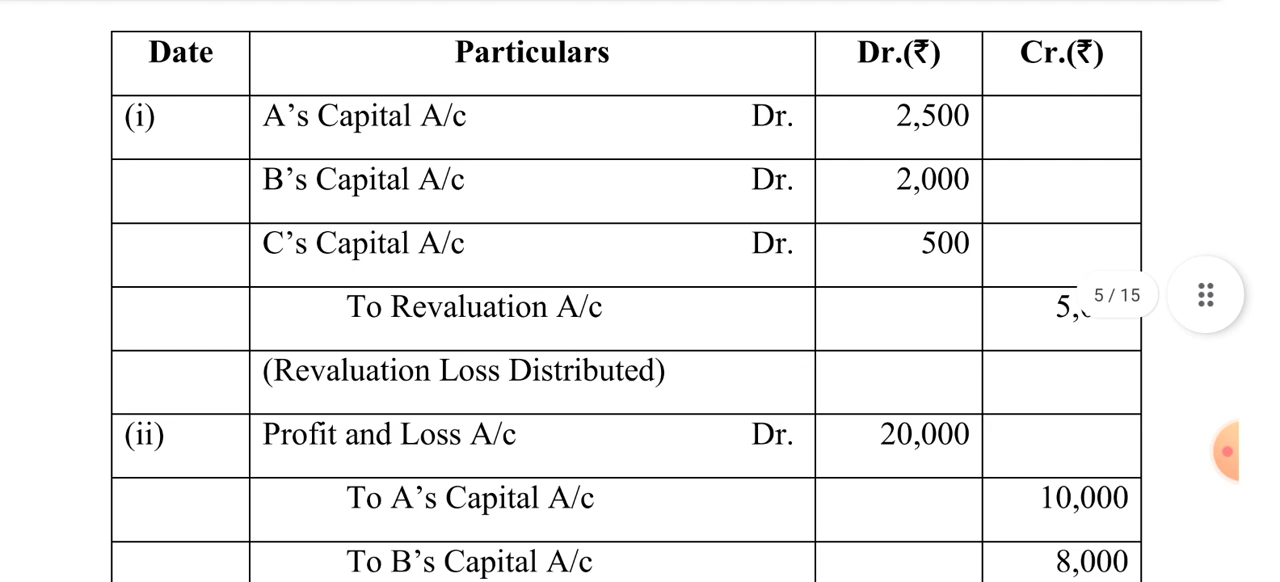 Date Particulars Dr.(₹) Cr.(₹)
(i) A’s Capital A/c Dr. 2,500
B’s Capital A/c Dr. 2,000
C’s Capital A/c Dr. 500
To Revaluation A/c
5 / 15
(Revaluation Loss Distributed)
(ii) Profit and Loss A/c Dr. 20,000
To A’s Capital A/c 10,000
To B’s Capital A/c 8,000